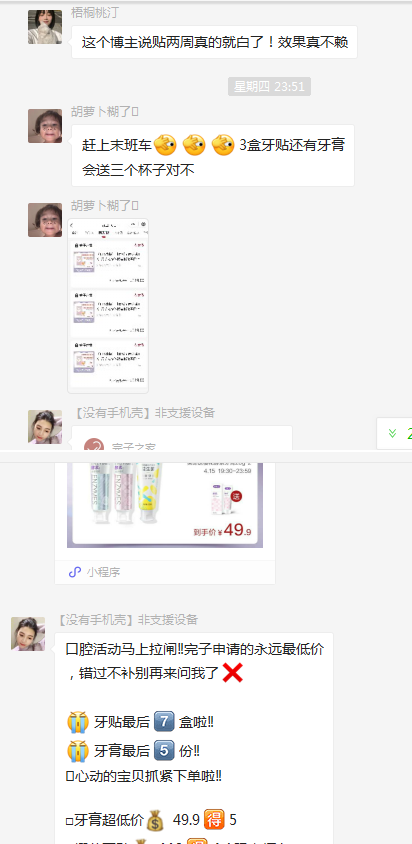 梧桐桃汀
这个博主说贴两周真的就白了！效果真不赖
星期四 23:51
胡萝卜糊了
赶上末班车 3盒牙贴还有牙膏
会送三个杯子对不
胡萝卜糊了
【没有手机壳】非支援设备
完子之家
2
4.15 19:30-23:59
送
到手价¥49.9
小程序
【没有手机壳】非支援设备
口腔活动马上拉闸‼完子申请的永远最低价
，错过不补别再来问我了❌
😭 牙贴最后 7️⃣ 盒啦‼
😭 牙膏最后 5️⃣ 份‼
心动的宝贝抓紧下单啦‼
□牙膏超低价💰 49.9 🉐 5